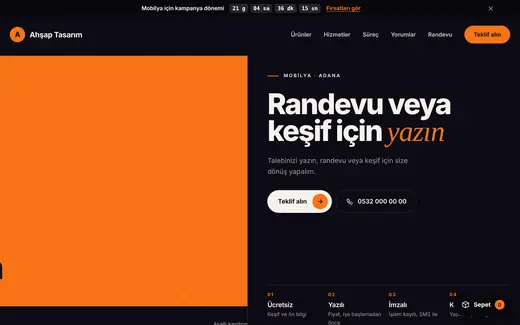 Mobilya için kampanya dönemi 21 g 04 sa 36 dk 15 sn Fırsatları gör
A Ahşap Tasarım
Ürünler Hizmetler Süreç Yorumlar Randevu Teklif alın
MOBİLYA · ADANA
Randevu veya
keşif için yazın
Talebinizi yazın, randevu veya keşif için size
dönüş yapalım.
Teklif alın
0532 000 00 00
01
Ücretsiz
Keşif ve ön bilgi
02
Yazılı
Fiyat, işe başlamadan
önce
03
İmzalı
İşlem kaydı, SMS ile
04
Sepet 0